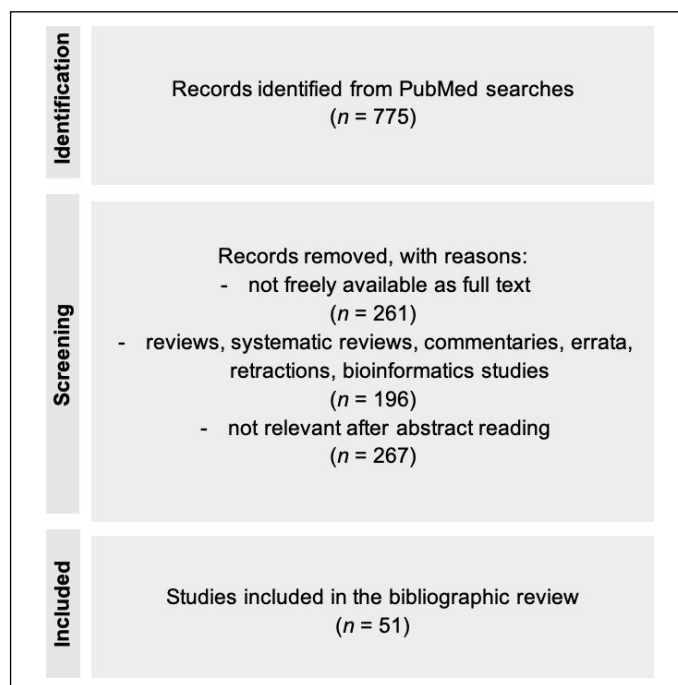 Identification
Records identified from PubMed searches
(n = 775)
Screening
Records removed, with reasons:
- not freely available as full text
(n = 261)
- reviews, systematic reviews, commentaries, errata,
retractions, bioinformatics studies
(n = 196)
- not relevant after abstract reading
(n = 267)
Included
Studies included in the bibliographic review
(n = 51)